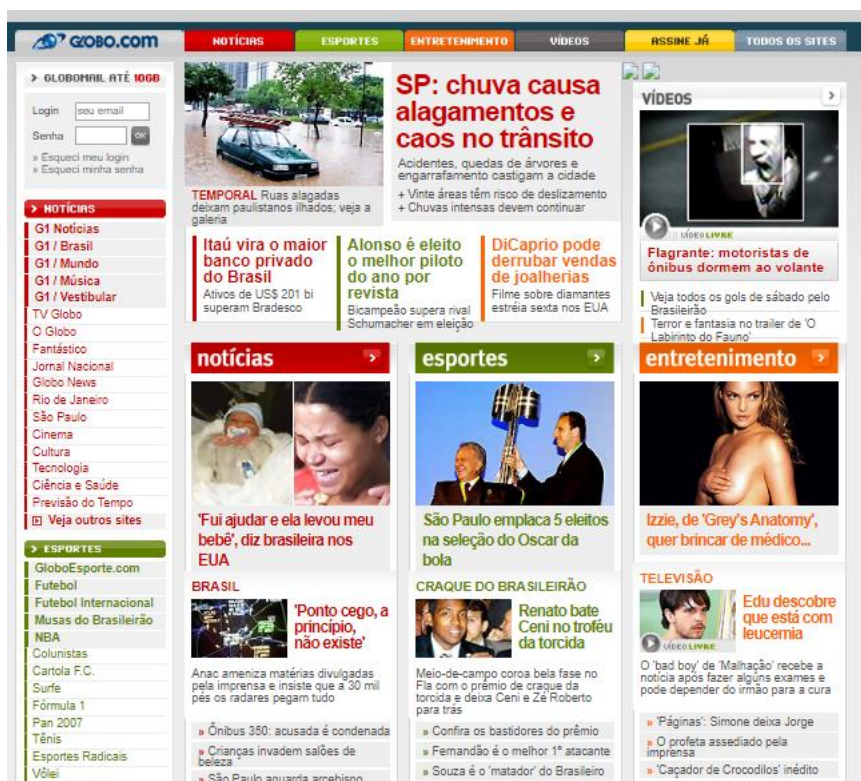 GLOBO.COM
NOTÍCIAS
ESPORTES
ENTRETENIMENTO
VÍDEOS
ASSINE JÁ
TODOS OS SITES
> GLOBOMAIL ATÉ 10GB
Login seu email
Senha OK
» Esqueci meu login
» Esqueci minha senha
> NOTÍCIAS
G1 Notícias
G1 / Brasil
G1 / Mundo
G1 / Música
G1 / Vestibular
TV Globo
O Globo
Fantástico
Jornal Nacional
Globo News
Rio de Janeiro
São Paulo
Cinema
Cultura
Tecnologia
Ciência e Saúde
Previsão do Tempo
Veja outros sites
> ESPORTES
GloboEsporte.com
Futebol
Futebol Internacional
Musas do Brasileirão
NBA
Colunistas
Cartola F.C.
Surfe
Fórmula 1
Pan 2007
Tênis
Esportes Radicais
Vôlei
TEMPORAL Ruas alagadas
deixam paulistanos ilhados; veja a
galeria
SP: chuva causa
alagamentos e
caos no trânsito
Acidentes, quedas de árvores e
engarrafamento castigam a cidade
+ Vinte áreas têm risco de deslizamento
+ Chuvas intensas devem continuar
Itaú vira o maior
banco privado
do Brasil
Ativos de US$ 201 bi
superam Bradesco
Alonso é eleito
o melhor piloto
do ano por
revista
Bicampeão supera rival
Schumacher em eleição
DiCaprio pode
derrubar vendas
de joalherias
Filme sobre diamantes
estréia sexta nos EUA
VÍDEOS
VÍDEOLIVRE
Flagrante: motoristas de
ônibus dormem ao volante
Veja todos os gols de sábado pelo
Brasileirão
Terror e fantasia no trailer de 'O
Labirinto do Fauno'
notícias
'Fui ajudar e ela levou meu
bebê', diz brasileira nos
EUA
BRASIL
'Ponto cego, a
princípio,
não existe'
Anac ameniza matérias divulgadas
pela imprensa e insiste que a 30 mil
pés os radares pegam tudo
» Ônibus 350: acusada é condenada
» Crianças invadem salões de
beleza
» São Paulo aguarda arcebispo
esportes
São Paulo emplaca 5 eleitos
na seleção do Oscar da
bola
CRAQUE DO BRASILEIRÃO
Renato bate
Ceni no troféu
da torcida
Meio-de-campo coroa bela fase no
Fla com o prêmio de craque da
torcida e deixa Ceni e Zé Roberto
para trás
» Confira os bastidores do prêmio
» Fernandão é o melhor 1º atacante
» Souza é o 'matador' do Brasileiro
entretenimento
Izzie, de 'Grey's Anatomy',
quer brincar de médico...
TELEVISÃO
VÍDEOLIVRE
Edu descobre
que está com
leucemia
O 'bad boy' de 'Malhação' recebe a
notícia após fazer alguns exames e
pode depender do irmão para a cura
» 'Páginas': Simone deixa Jorge
» O profeta assediado pela
imprensa
» 'Caçador de Crocodilos' inédito